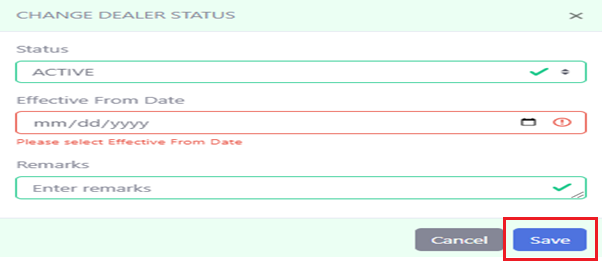 CHANGE DEALER STATUS
Status
ACTIVE
Effective From Date
mm/dd/yyyy
Please select Effective From Date
Remarks
Enter remarks
Cancel Save